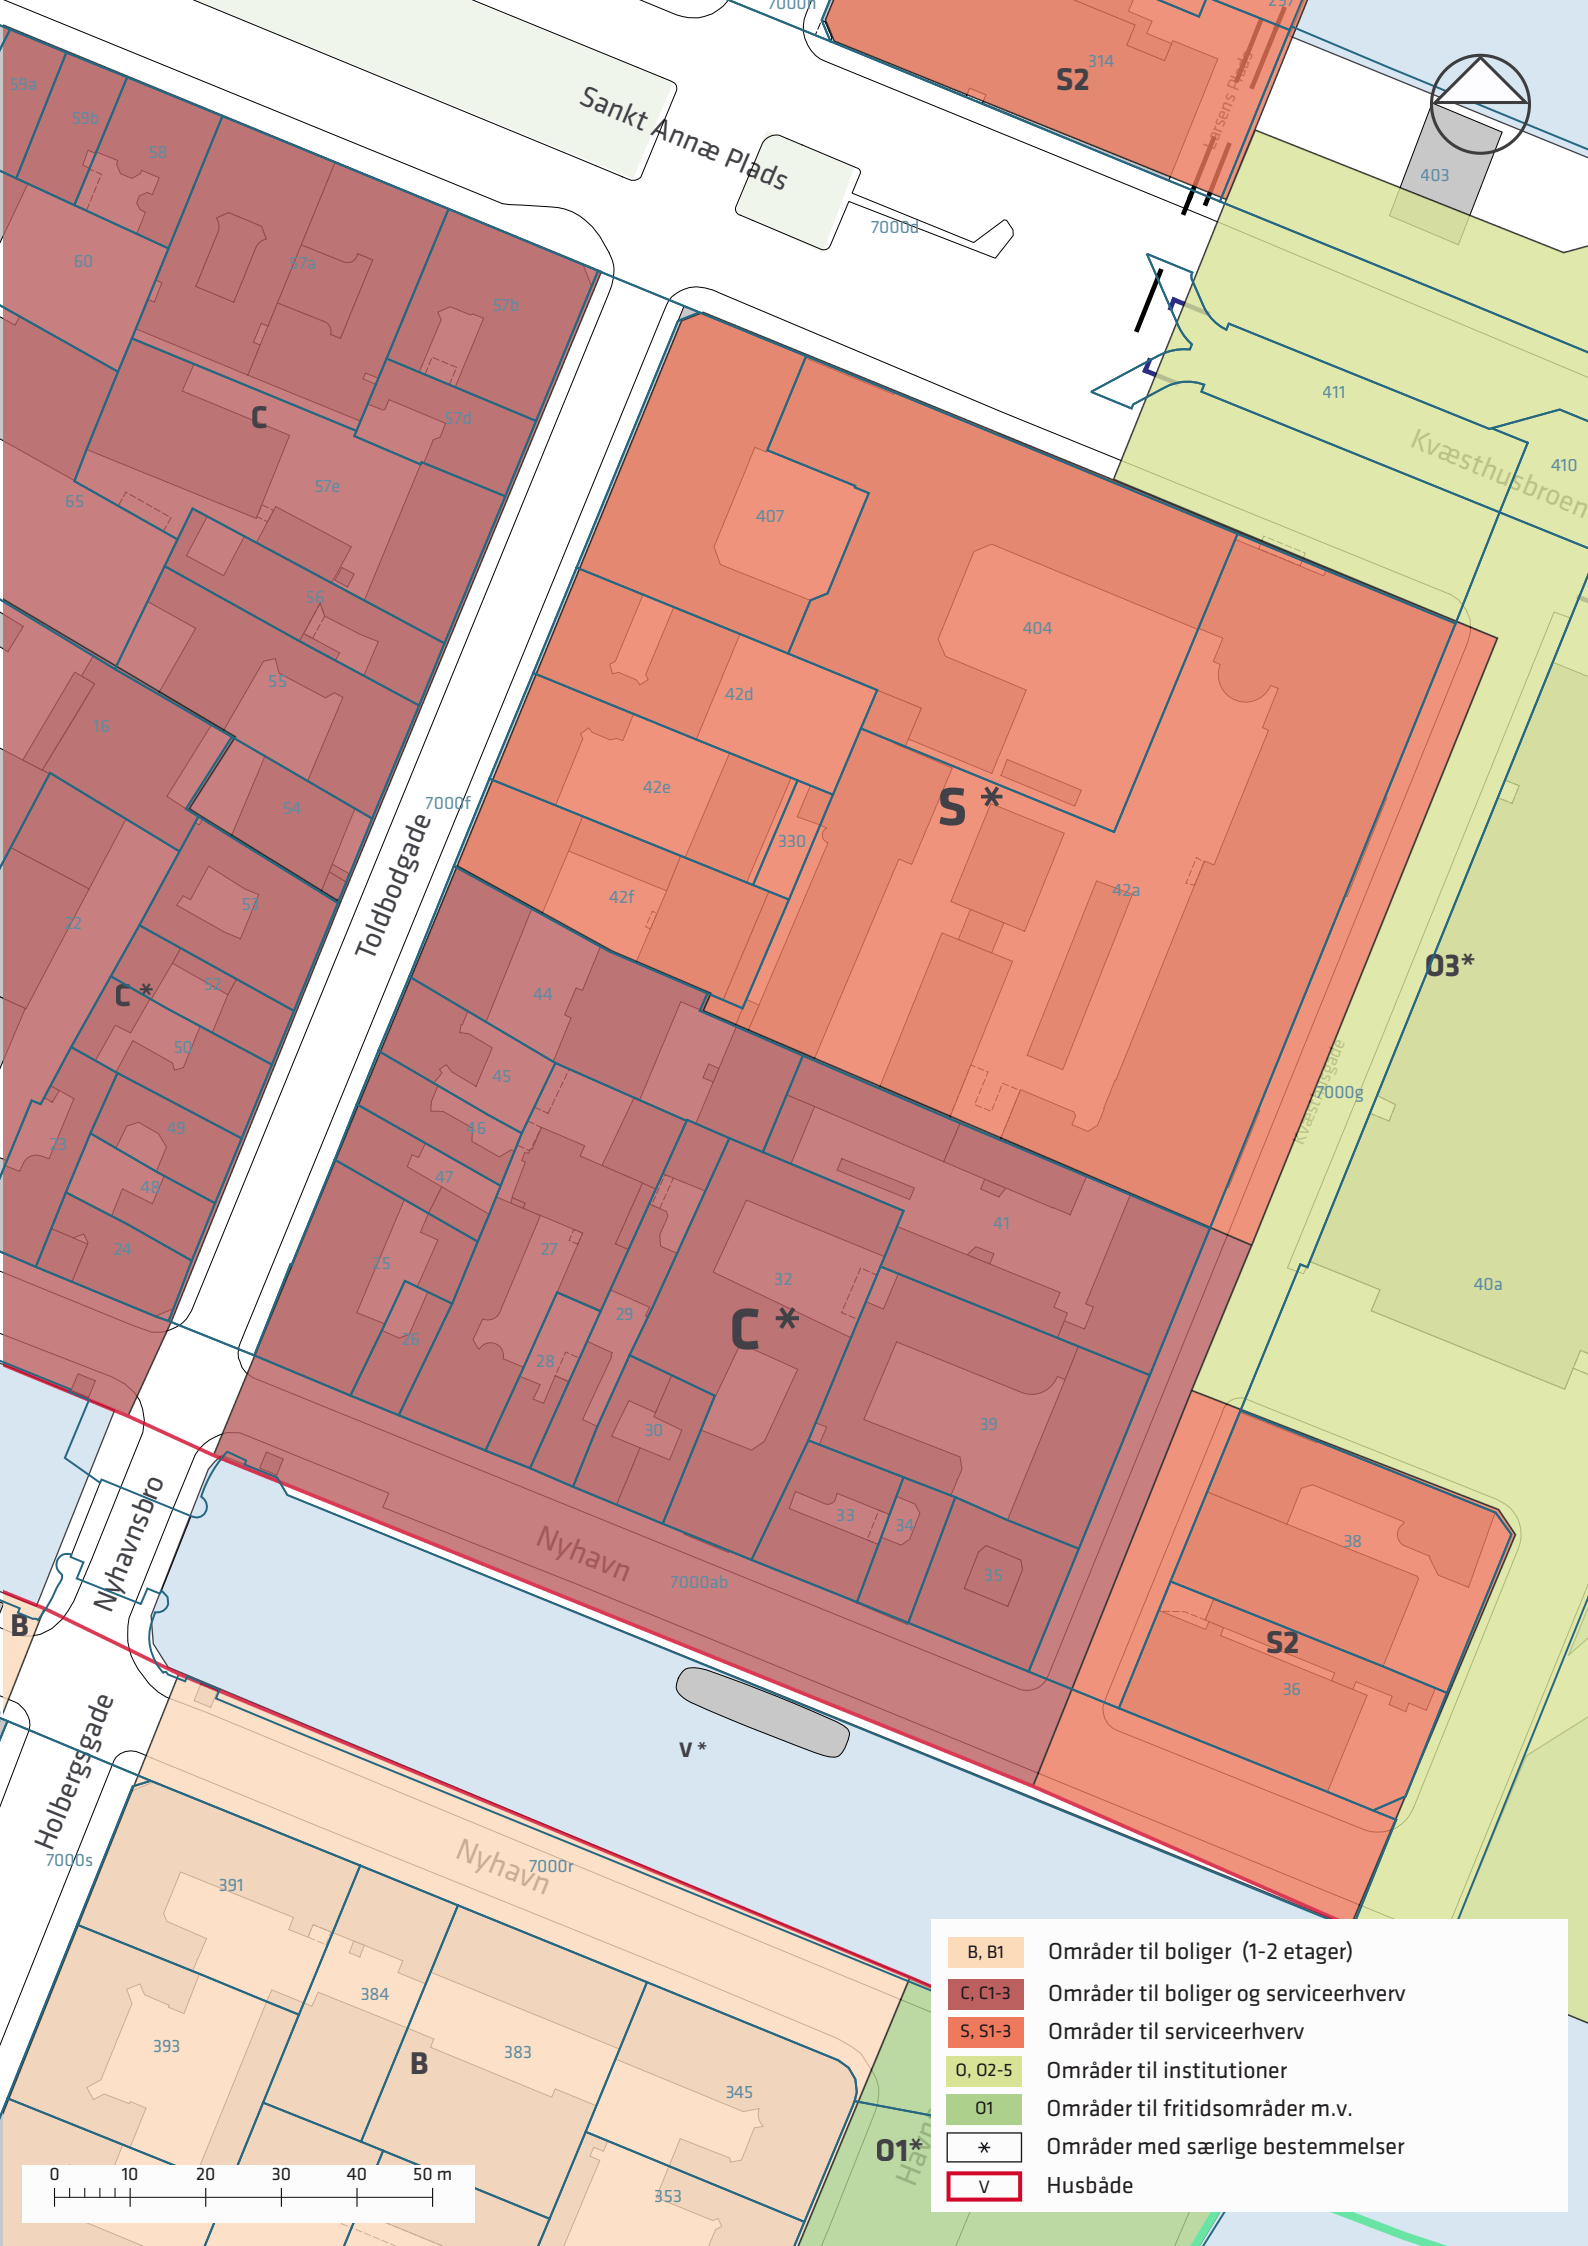 7000h
297
314
S2
Larsens Plads
59a
59b
58
Sankt Annæ Plads
403
7000d
60
57a
57b
411
C
57d
Kvæsthusbroen
410
57e
65
407
56
404
55
42d
16
54
7000f
42e
S *
330
42a
Toldbodgade
53
42f
22
O3*
C *
52
44
50
45
Kvæsthusgade
7000g
49
46
23
48
47
41
24
25
27
32
40a
26
29
C *
28
30
39
33
34
Nyhavn
7000ab
35
38
Nyhavnsbro
B
S2
36
V *
Holbergsgade
7000s
Nyhavn
7000r
391
384
393
383
B
345
O1*
353
0 10 20 30 40 50 m
B, B1 Områder til boliger (1-2 etager)
C, C1-3 Områder til boliger og serviceerhverv
S, S1-3 Områder til serviceerhverv
O, O2-5 Områder til institutioner
O1 Områder til fritidsområder m.v.
* Områder med særlige bestemmelser
V Husbåde